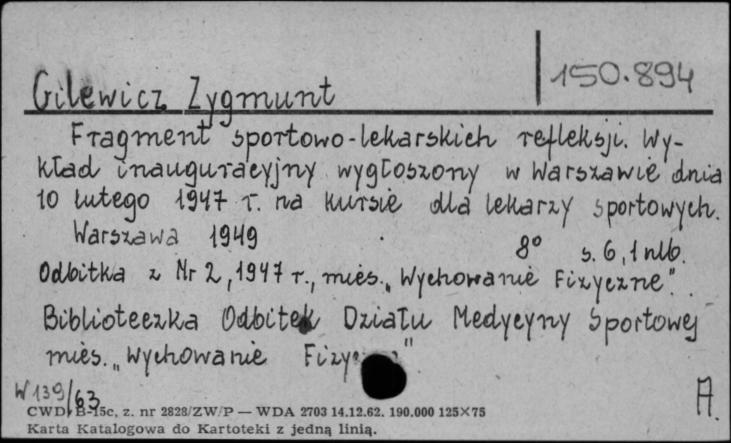 150.894
Gilewicz Zygmunt
Fragment sportowo-lekarskich refleksji. Wy-
kład inauguracyjny wygłoszony w Warszawie dnia
10 lutego 1947 r. na kursie dla lekarzy sportowych.
Warszawa 1949 8° s. 6, 1 nlb.
Odbitka z Nr 2, 1947 r., mies. „Wychowanie Fizyczne".
Biblioteczka Odbitek Działu Medycyny Sportowej
mies. „Wychowanie
W 139/63 A.
CWD B-15c, z. nr 2828/ZW/P — WDA 2703 14.12.62. 190.000 125×75
Karta Katalogowa do Kartoteki z jedną linią.